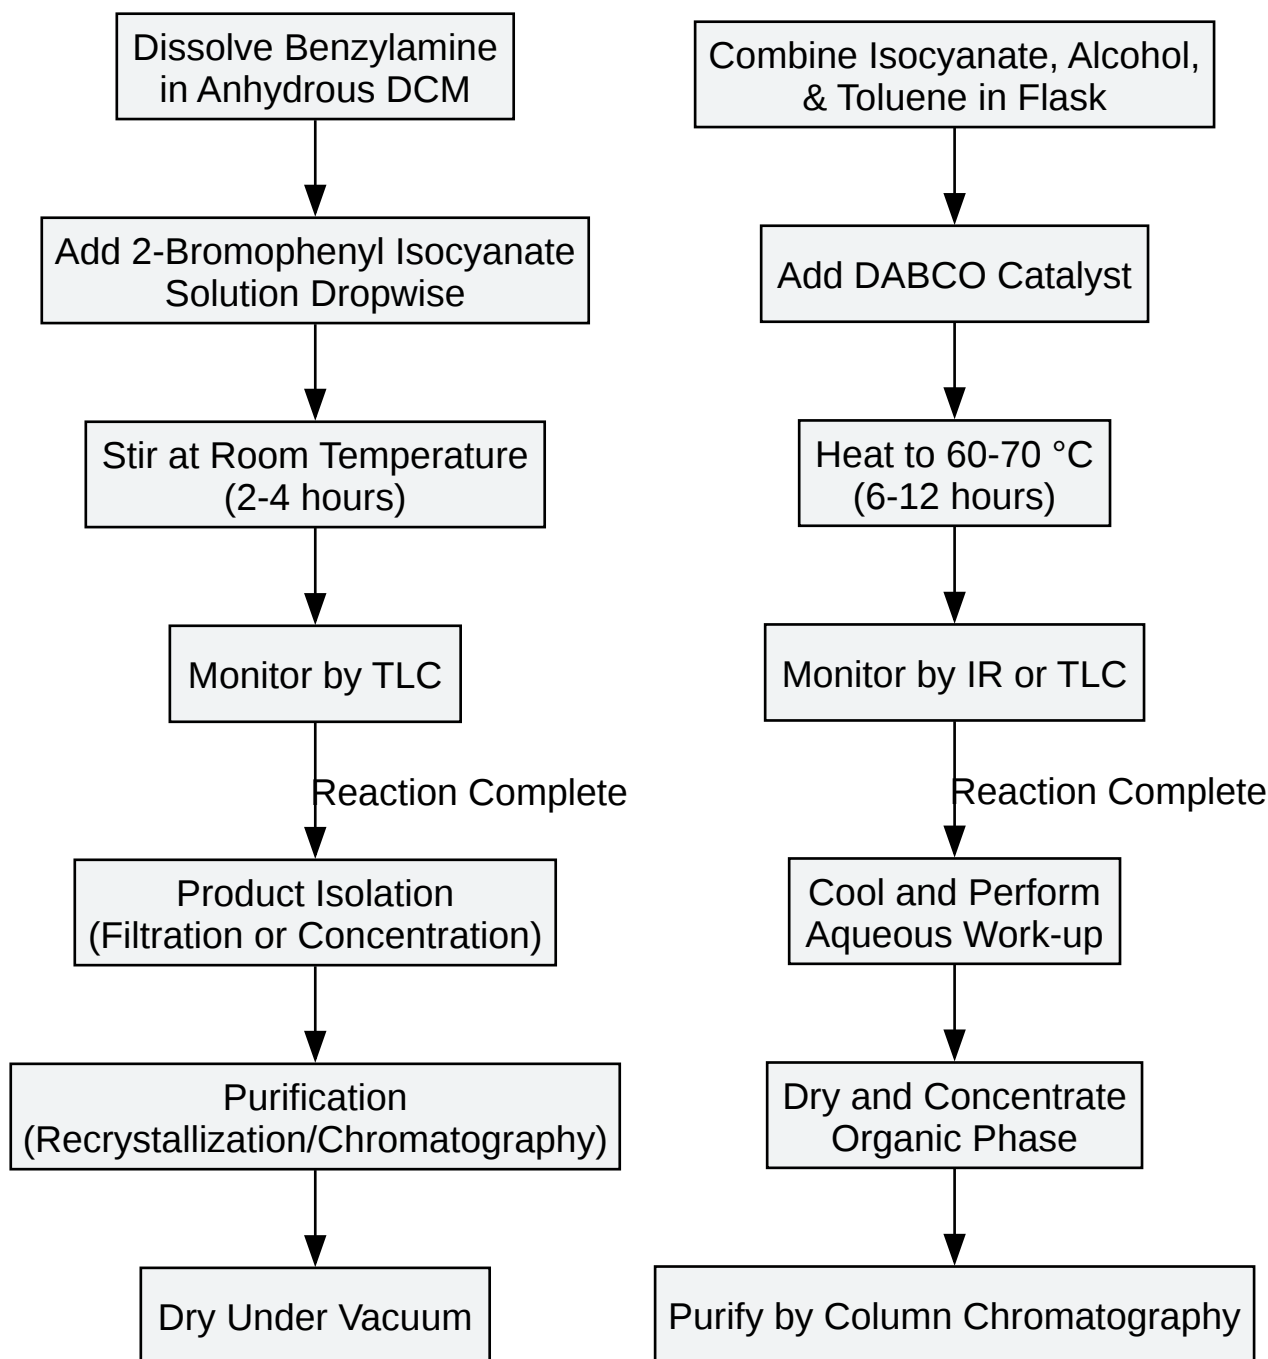 Dissolve Benzylamine
in Anhydrous DCM
Add 2-Bromophenyl Isocyanate
Solution Dropwise
Stir at Room Temperature
(2-4 hours)
Monitor by TLC
Reaction Complete
Product Isolation
(Filtration or Concentration)
Purification
(Recrystallization/Chromatography)
Dry Under Vacuum
Combine Isocyanate, Alcohol,
& Toluene in Flask
Add DABCO Catalyst
Heat to 60-70 °C
(6-12 hours)
Monitor by IR or TLC
Reaction Complete
Cool and Perform
Aqueous Work-up
Dry and Concentrate
Organic Phase
Purify by Column Chromatography